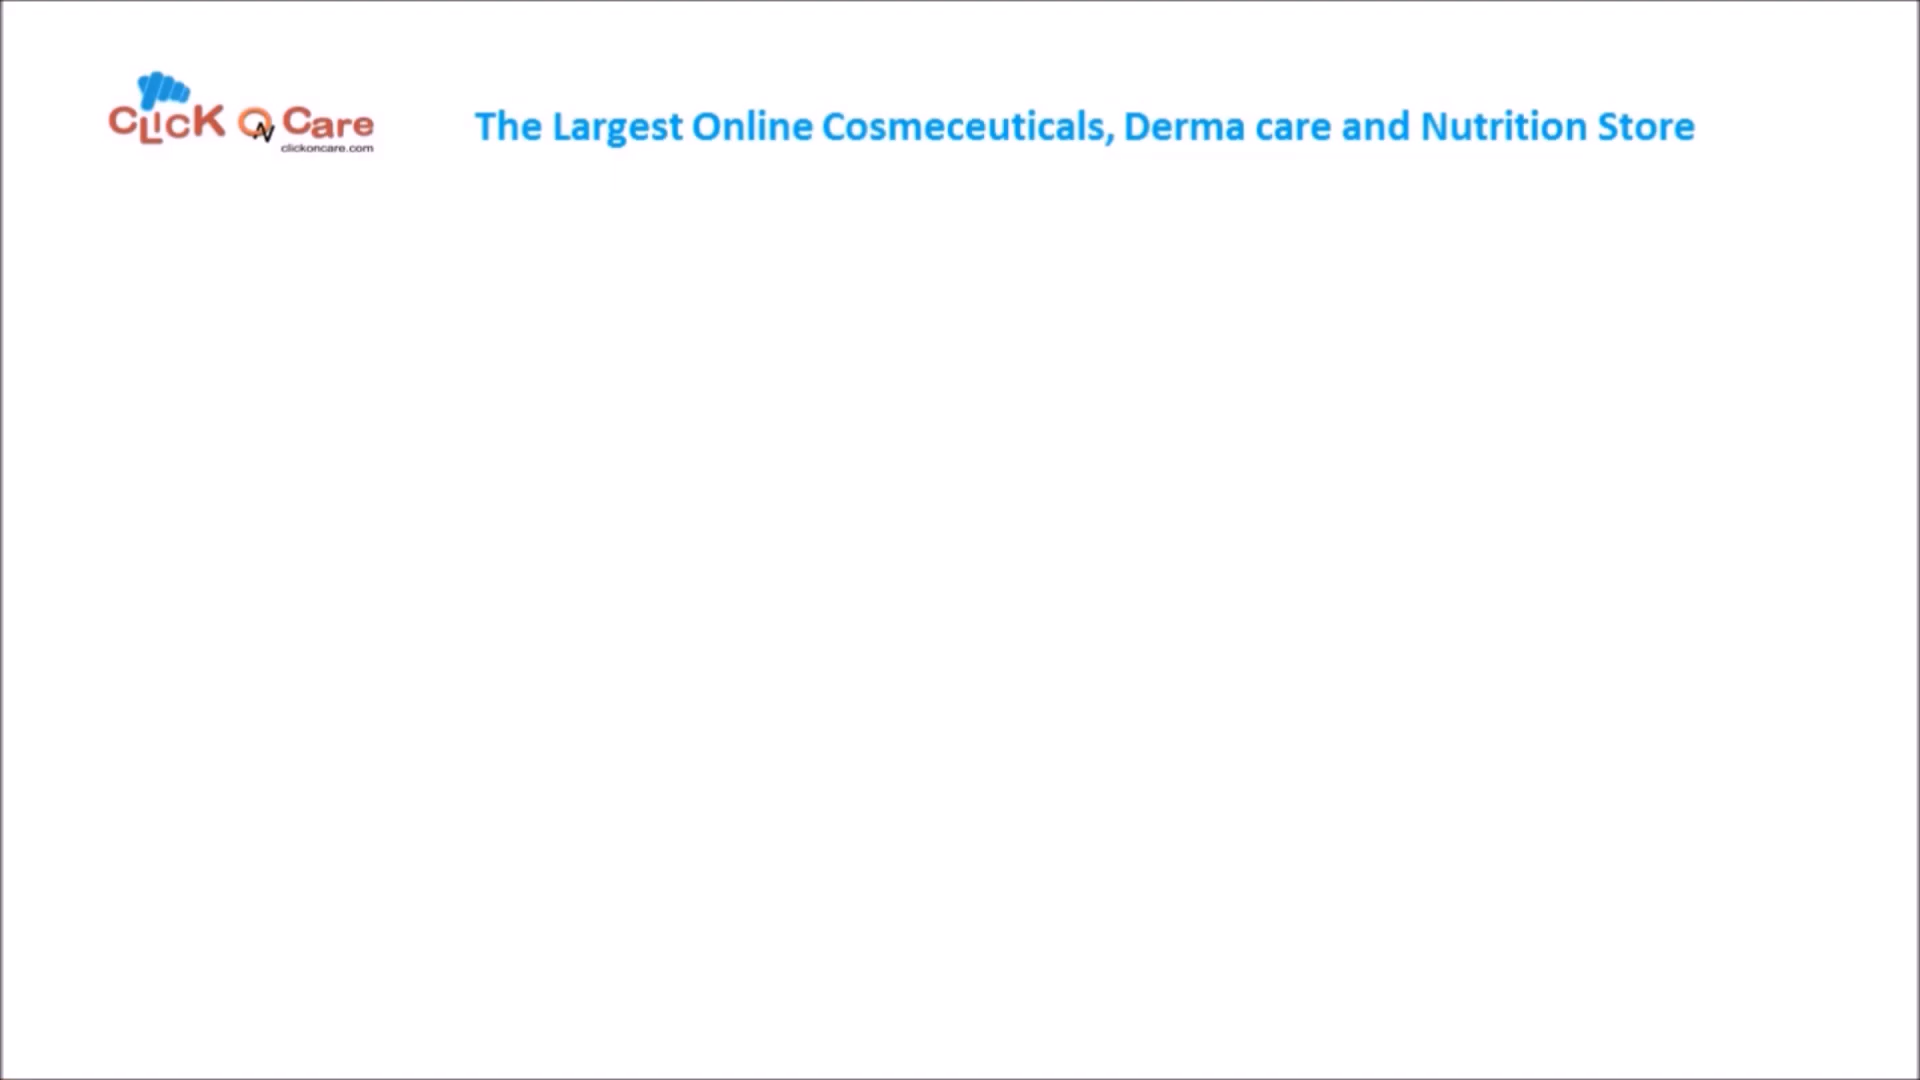 CLicK ON Care
clickoncare.com
The Largest Online Cosmeceuticals, Derma care and Nutrition Store